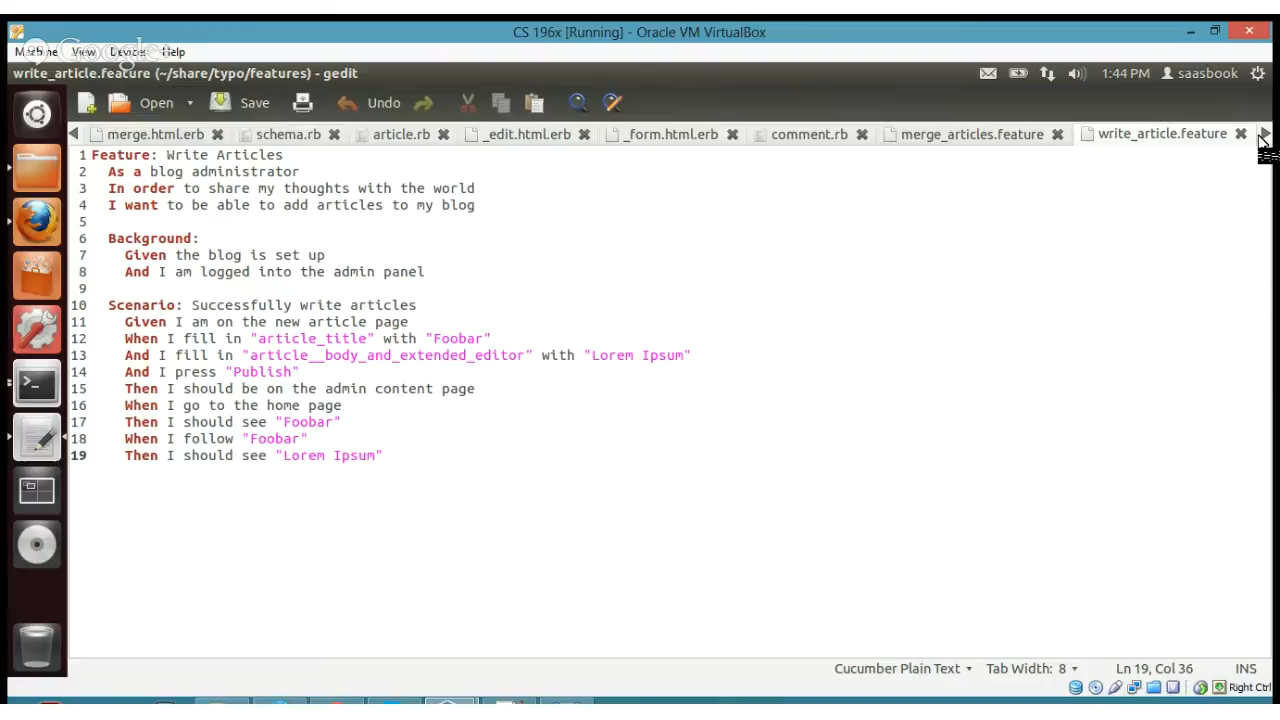 CS 196x [Running] - Oracle VM VirtualBox
Google
Machine View Devices Help
write_article.feature (~/share/typo/features) - gedit
1:44 PM saasbook
Open Save Undo
merge.html.erb schema.rb article.rb _edit.html.erb _form.html.erb comment.rb merge_articles.feature write_article.feature
1 Feature: Write Articles
2 As a blog administrator
3 In order to share my thoughts with the world
4 I want to be able to add articles to my blog
5
6 Background:
7 Given the blog is set up
8 And I am logged into the admin panel
9
10 Scenario: Successfully write articles
11 Given I am on the new article page
12 When I fill in "article_title" with "Foobar"
13 And I fill in "article__body_and_extended_editor" with "Lorem Ipsum"
14 And I press "Publish"
15 Then I should be on the admin content page
16 When I go to the home page
17 Then I should see "Foobar"
18 When I follow "Foobar"
19 Then I should see "Lorem Ipsum"
Cucumber Plain Text Tab Width: 8 Ln 19, Col 36 INS
Right Ctrl